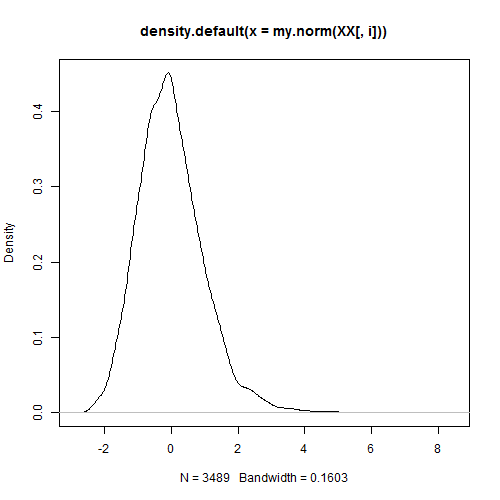 density.default(x = my.norm(XX[, i]))
Density
0.4
0.3
0.2
0.1
0.0
-2 0 2 4 6 8
N = 3489 Bandwidth = 0.1603